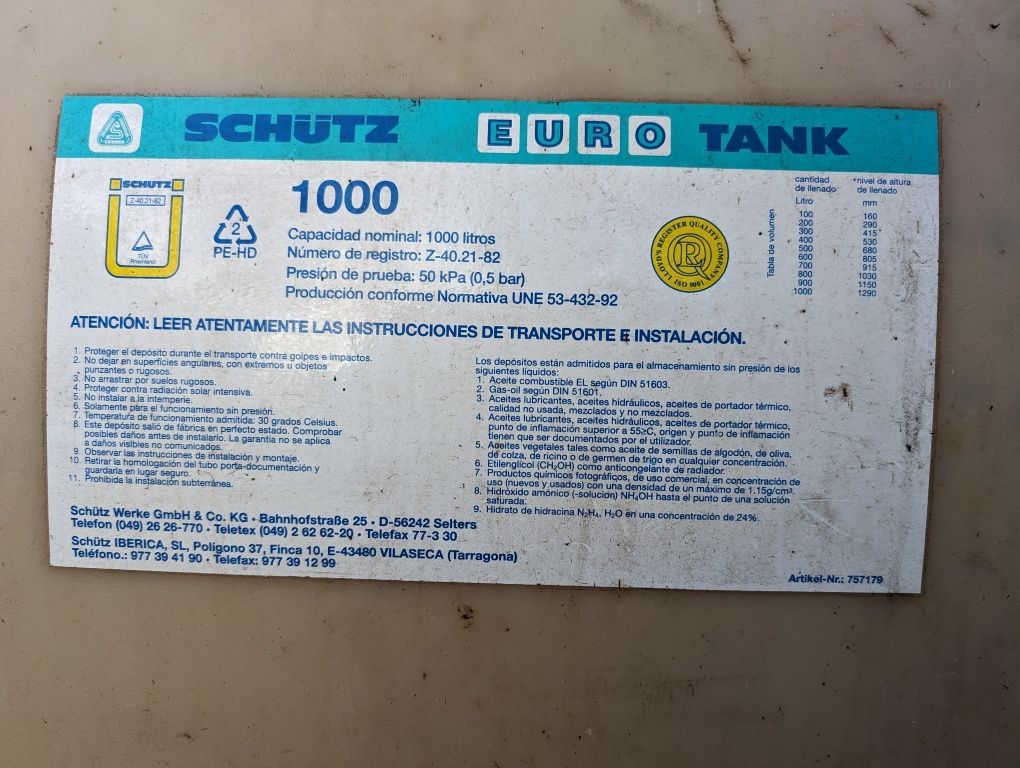 SCHÜTZ EURO TANK
SCHUTZ
Z-40.21-82
TÜV
Rheinland
2
PE-HD
1000
Capacidad nominal: 1000 litros
Número de registro: Z-40.21-82
Presión de prueba: 50 kPa (0,5 bar)
Producción conforme Normativa UNE 53-432-92
LLOYD'S REGISTER QUALITY COMPANY
ISO 9001
Tabla de volumen
cantidad nivel de altura
de llenado de llenado
Litro mm
100 160
200 290
300 415
400 530
500 680
600 805
700 915
800 1030
900 1150
1000 1290
ATENCIÓN: LEER ATENTAMENTE LAS INSTRUCCIONES DE TRANSPORTE E INSTALACIÓN.
1. Proteger el depósito durante el transporte contra golpes e impactos.
2. No dejar en superficies angulares, con extremos u objetos
punzantes o rugosos.
3. No arrastrar por suelos rugosos.
4. Proteger contra radiación solar intensiva.
5. No instalar a la intemperie.
6. Solamente para el funcionamiento sin presión.
7. Temperatura de funcionamiento admitida: 30 grados Celsius.
8. Este depósito salió de fábrica en perfecto estado. Comprobar
posibles daños antes de instalarlo. La garantía no se aplica
a daños visibles no comunicados.
9. Observar las instrucciones de instalación y montaje.
10. Retirar la homologación del tubo porta-documentación y
guardarla en lugar seguro.
11. Prohibida la instalación subterránea.
Los depósitos están admitidos para el almacenamiento sin presión de los
siguientes líquidos:
1. Aceite combustible EL según DIN 51603.
2. Gas-oil según DIN 51601.
3. Aceites lubricantes, aceites hidráulicos, aceites de portador térmico,
calidad no usada, mezclados y no mezclados.
4. Aceites lubricantes, aceites hidráulicos, aceites de portador térmico,
punto de inflamación superior a 55≥C, origen y punto de inflamación
tienen que ser documentados por el utilizador.
5. Aceites vegetales tales como aceite de semillas de algodón, de oliva,
de colza, de ricino o de germen de trigo en cualquier concentración.
6. Etilenglicol (CH₂OH) como anticongelante de radiador.
7. Productos químicos fotográficos, de uso comercial, en concentración de
uso (nuevos y usados) con una densidad de un máximo de 1.15g/cm³.
8. Hidróxido amónico (-solución) NH₄OH hasta el punto de una solución
saturada.
9. Hidrato de hidracina N₂H₄, H₂O en una concentración de 24%.
Schütz Werke GmbH & Co. KG · Bahnhofstraße 25 · D-56242 Selters
Telefon (049) 26 26-770 · Teletex (049) 2 62 62-20 · Telefax 77-3 30
Schütz IBERICA, SL, Polígono 37, Finca 10, E-43480 VILASECA (Tarragona)
Teléfono.: 977 39 41 90 · Telefax: 977 39 12 99
Artikel-Nr.: 757179